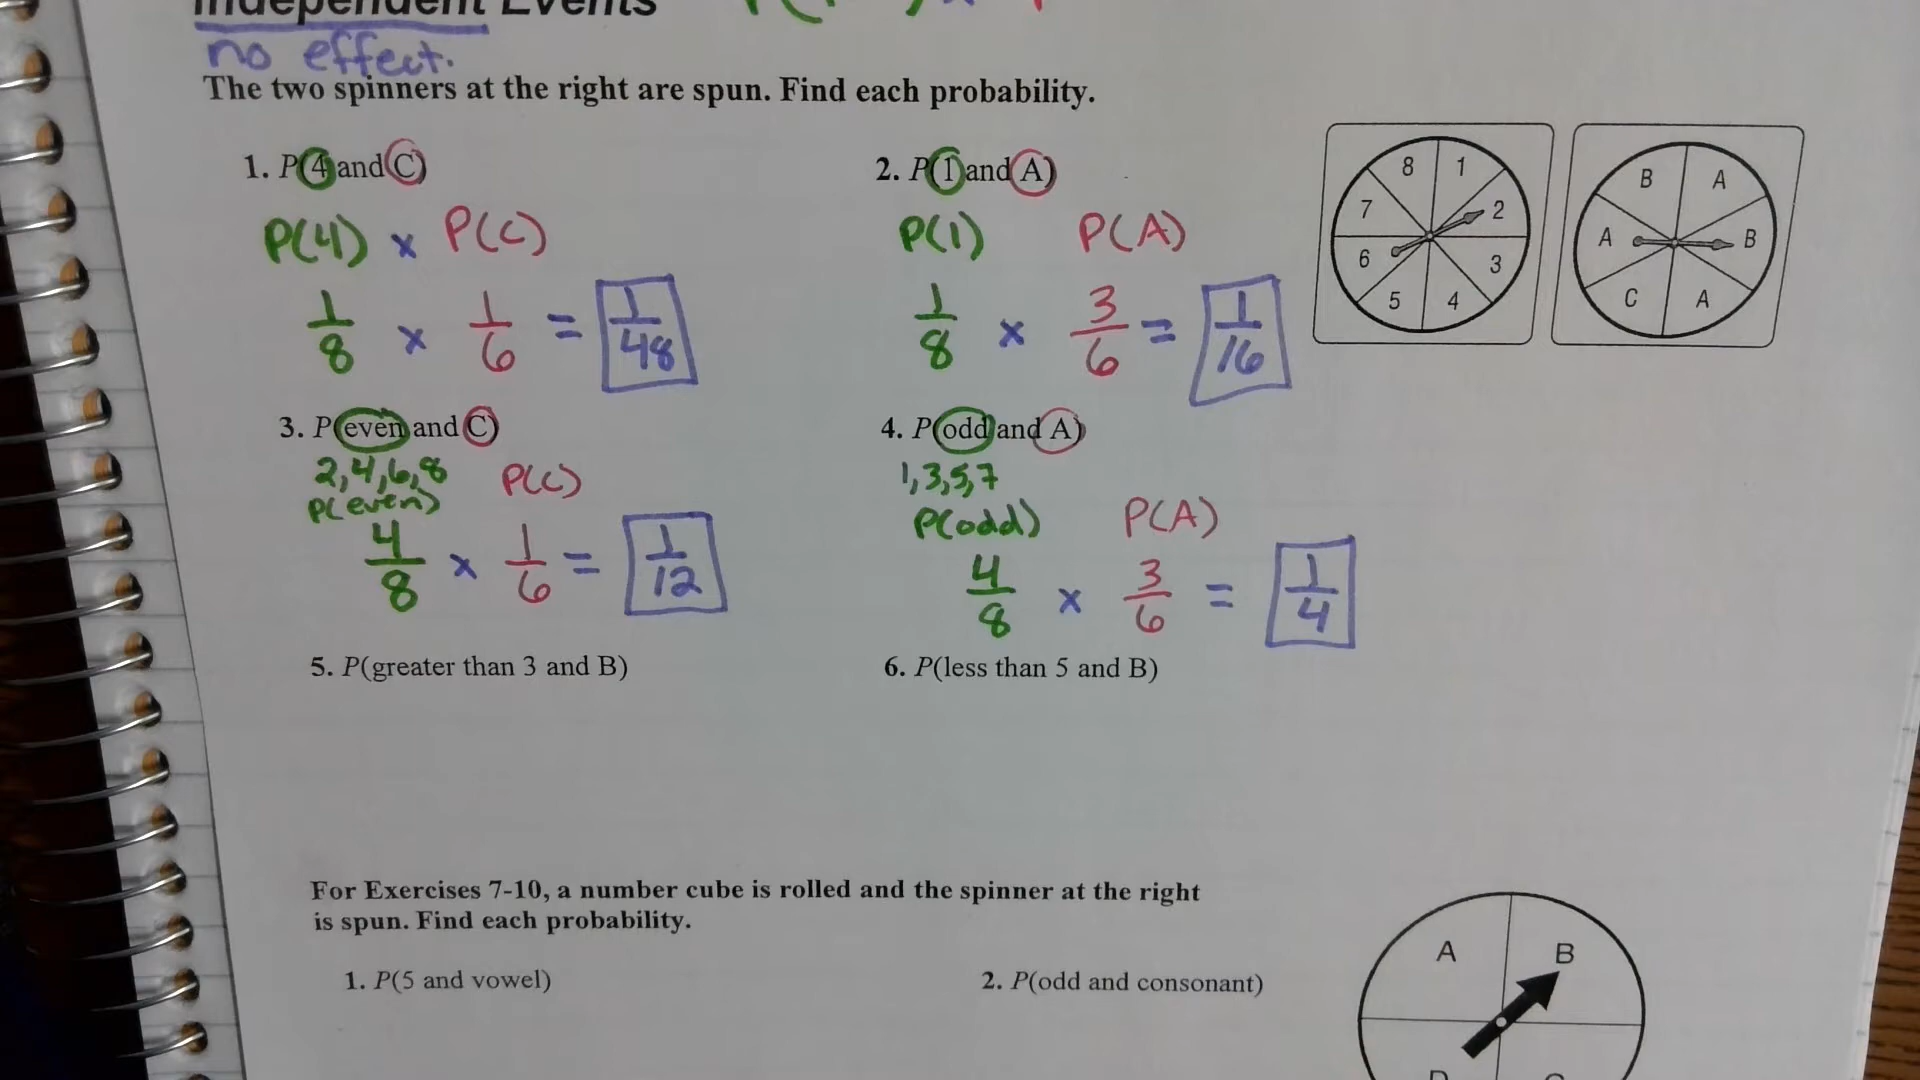 Independent Events
no effect.
The two spinners at the right are spun. Find each probability.
1. P(4 and C)
P(4) x P(C)
1/8 x 1/6 = 1/48
2. P(1 and A)
P(1) P(A)
1/8 x 3/6 = 1/16
8 1
7 2
6 3
5 4
B A
A B
C A
3. P(even and C)
2,4,6,8 P(C)
P(even)
4/8 x 1/6 = 1/12
4. P(odd and A)
1,3,5,7
P(odd) P(A)
4/8 x 3/6 = 1/4
5. P(greater than 3 and B)
6. P(less than 5 and B)
For Exercises 7-10, a number cube is rolled and the spinner at the right
is spun. Find each probability.
1. P(5 and vowel)
2. P(odd and consonant)
A B